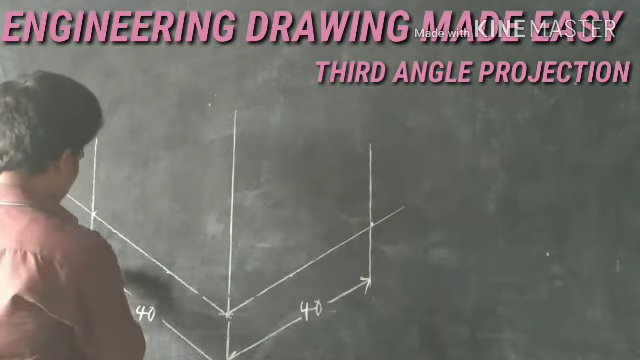 ENGINEERING DRAWING MADE EASY
Made with KINEMASTER
THIRD ANGLE PROJECTION
40
40